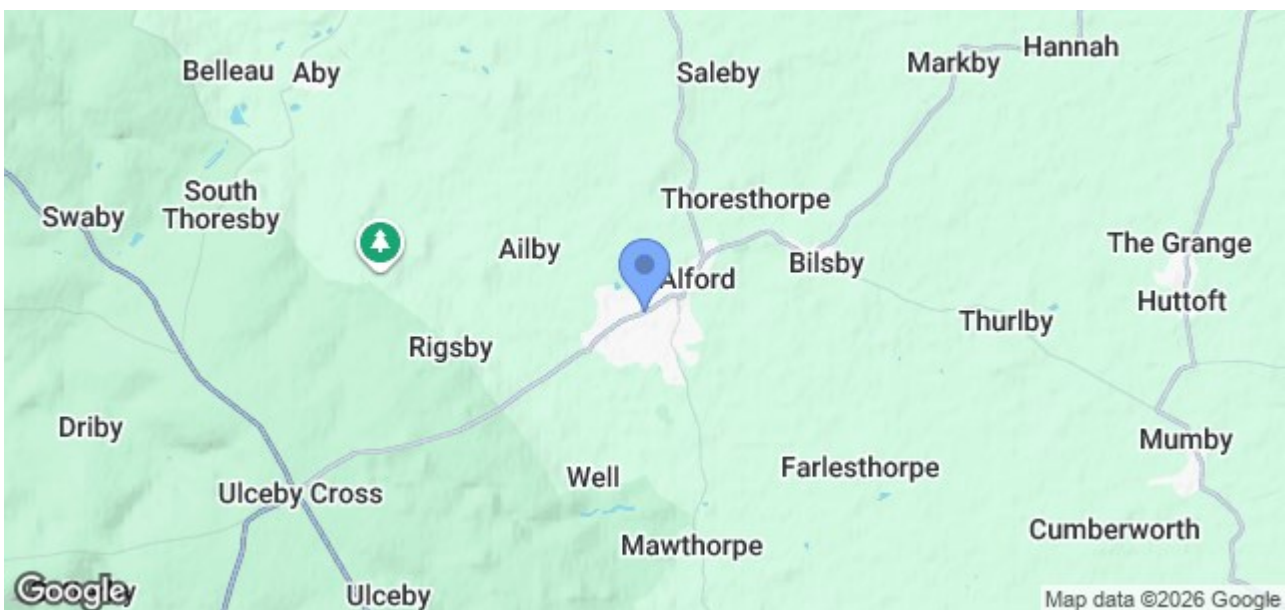 Hannah
Markby
Belleau
Aby
Saleby
South
Thoresby
Swaby
Thoresthorpe
Ailby
The Grange
Bilsby
Alford
Huttoft
Thurlby
Rigsby
Driby
Mumby
Farlesthorpe
Well
Ulceby Cross
Cumberworth
Mawthorpe
Google
Ulceby
Map data ©2026 Google